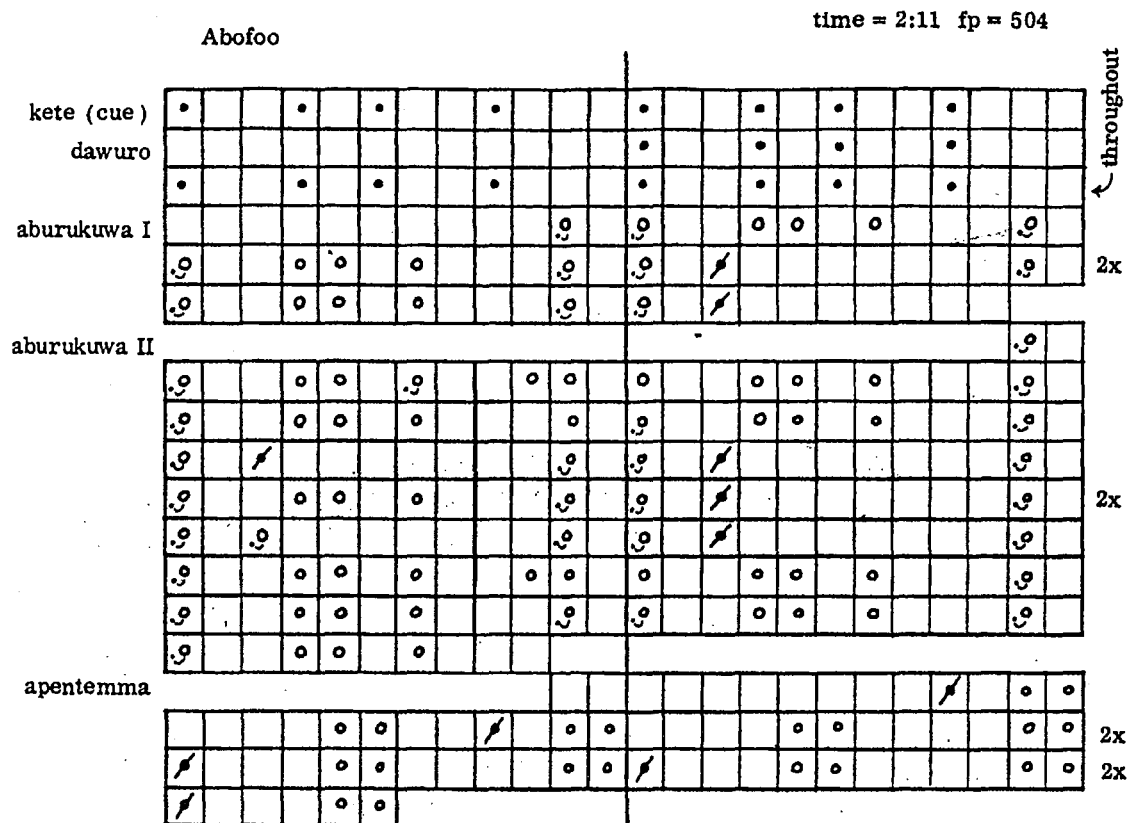 time = 2:11 fp = 504
Abofoo
throughout
kete (cue)
dawuro
aburukuwa I
2x
aburukuwa II
2x
apentemma
2x
2x